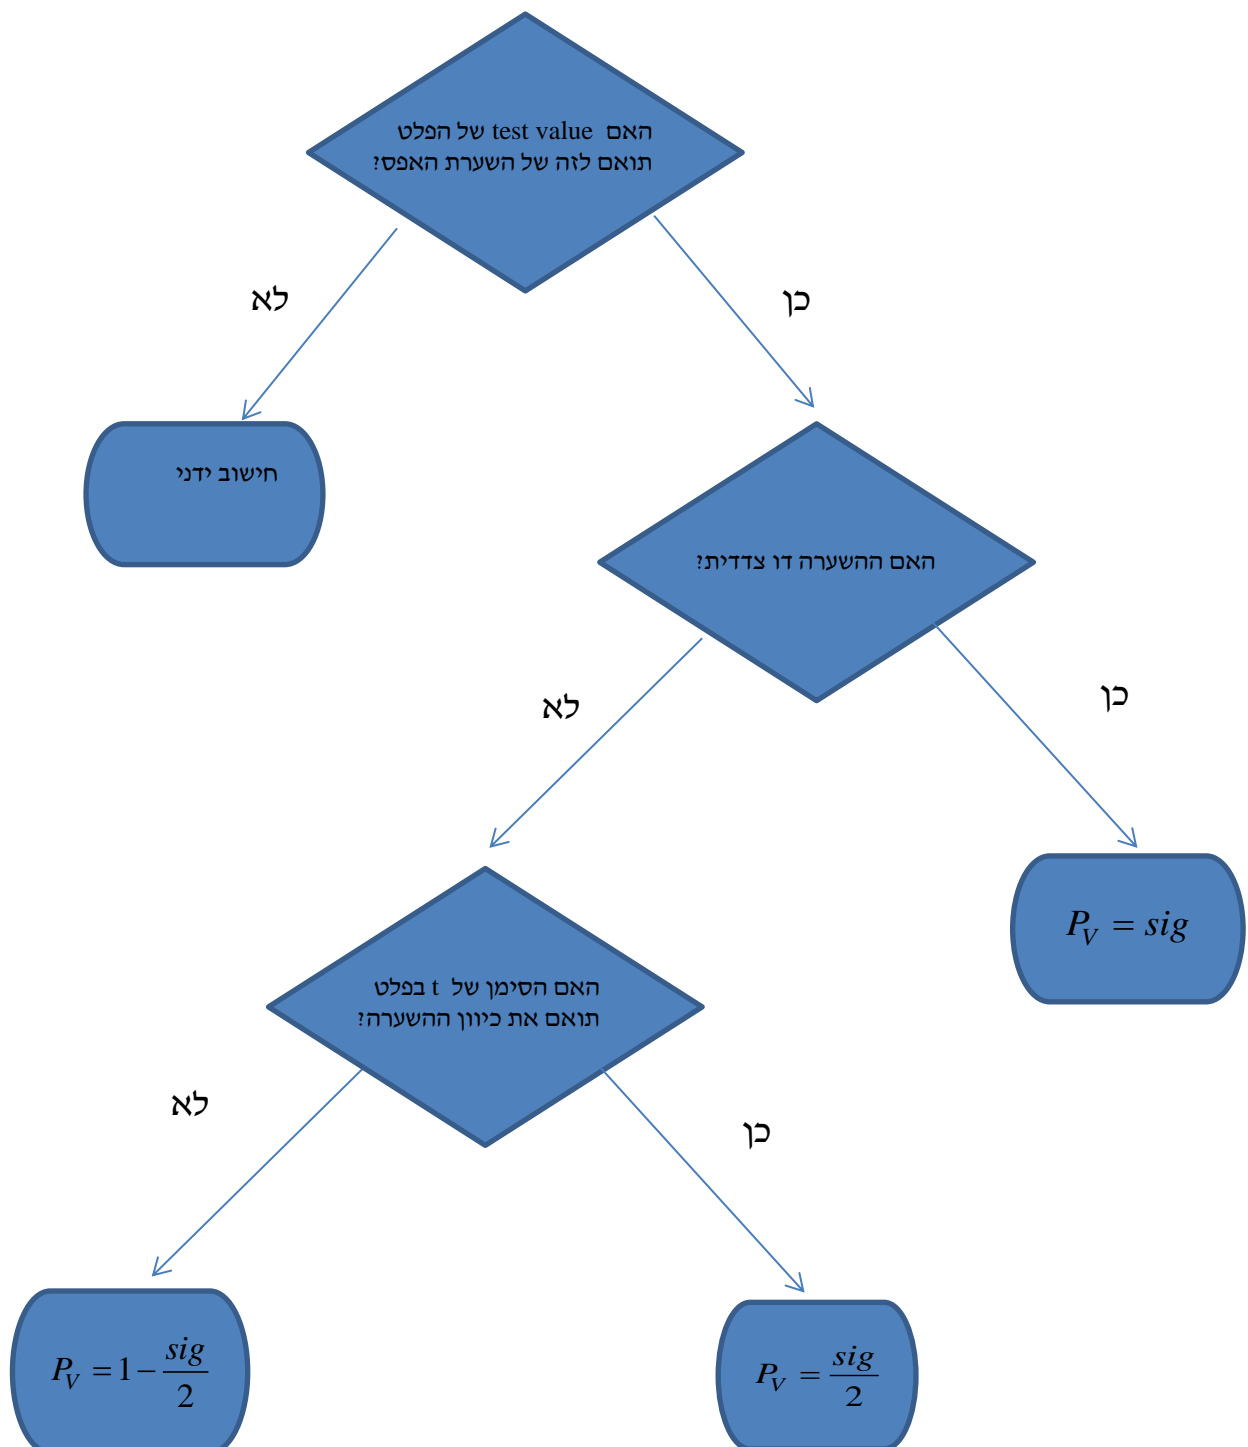 האם test value של הפלט
תואם לזה של השערת האפס?
לא
כן
חישוב ידני
האם ההשערה דו צדדית?
לא
כן
P_V = sig
האם הסימן של t בפלט
תואם את כיוון ההשערה?
לא
כן
P_V = 1 − sig/2
P_V = sig/2